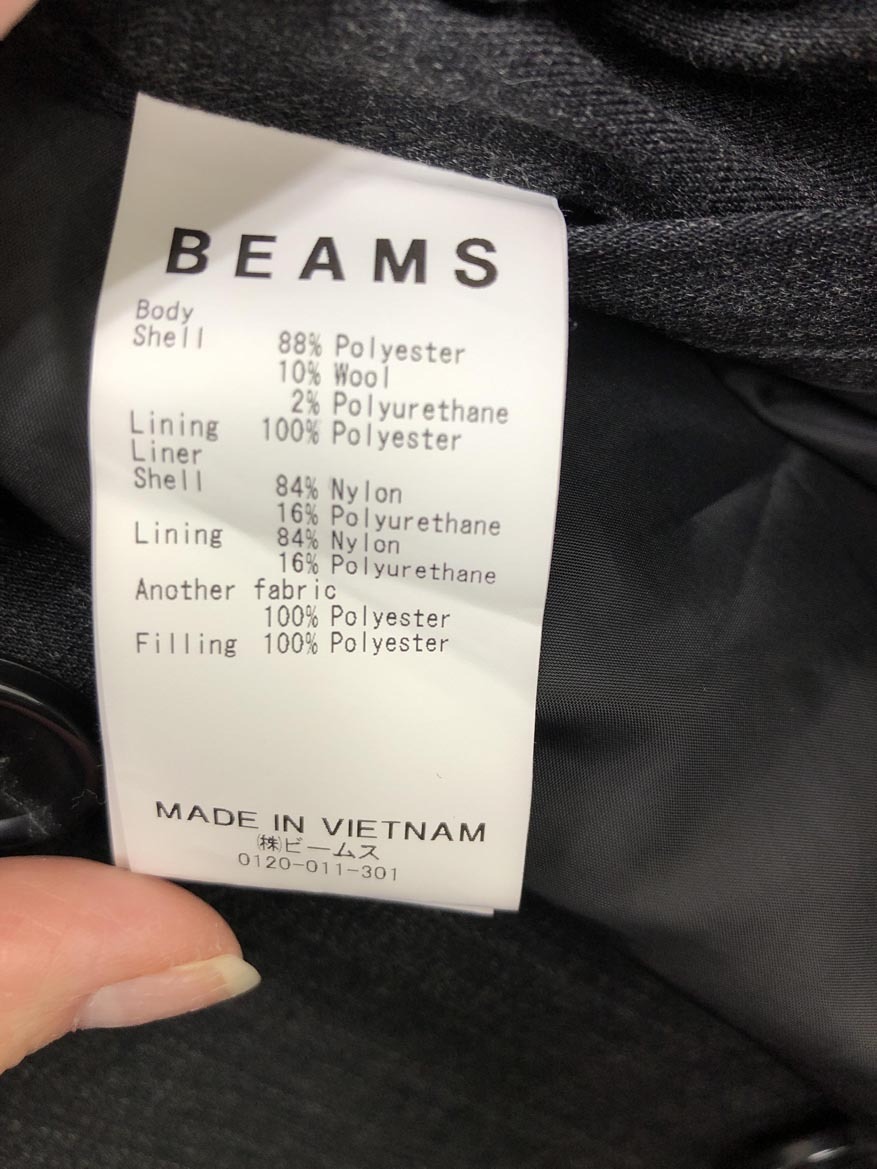 BEAMS
Body
Shell 88% Polyester
10% Wool
2% Polyurethane
Lining 100% Polyester
Liner
Shell 84% Nylon
16% Polyurethane
Lining 84% Nylon
16% Polyurethane
Another fabric
100% Polyester
Filling 100% Polyester
MADE IN VIETNAM
㈱ビームス
0120-011-301